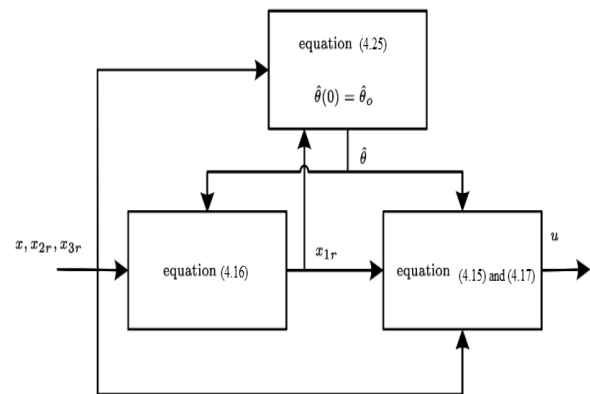 equation (4.25)
θ̂(0) = θ̂ₒ
θ̂
x, x₂ᵣ, x₃ᵣ
equation (4.16)
x₁ᵣ
equation (4.15) and (4.17)
u